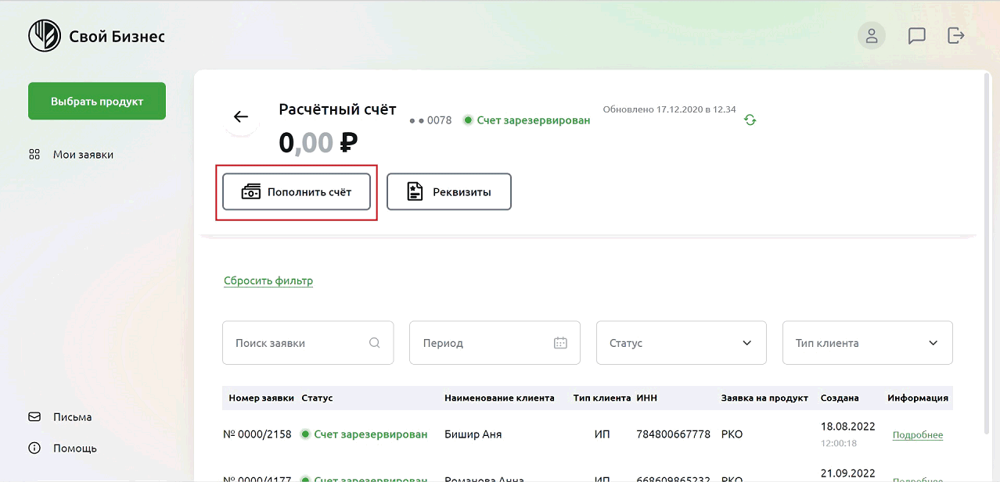 Свой Бизнес
Выбрать продукт
Мои заявки
Расчётный счёт
•• 0078
Счет зарезервирован
Обновлено 17.12.2020 в 12.34
0,00 ₽
Пополнить счёт
Реквизиты
Сбросить фильтр
Поиск заявки
Период
Статус
Тип клиента
Номер заявки Статус Наименование клиента Тип клиента ИНН Заявка на продукт Создана Информация
№ 0000/2158 Счет зарезервирован Бишир Аня ИП 784800667778 РКО 18.08.2022 Подробнее
12:00:18
№ 0000/4177 Счет зарезервирован Романова Анна ИП 668609865232 РКО 21.09.2022 Подробнее
Письма
Помощь